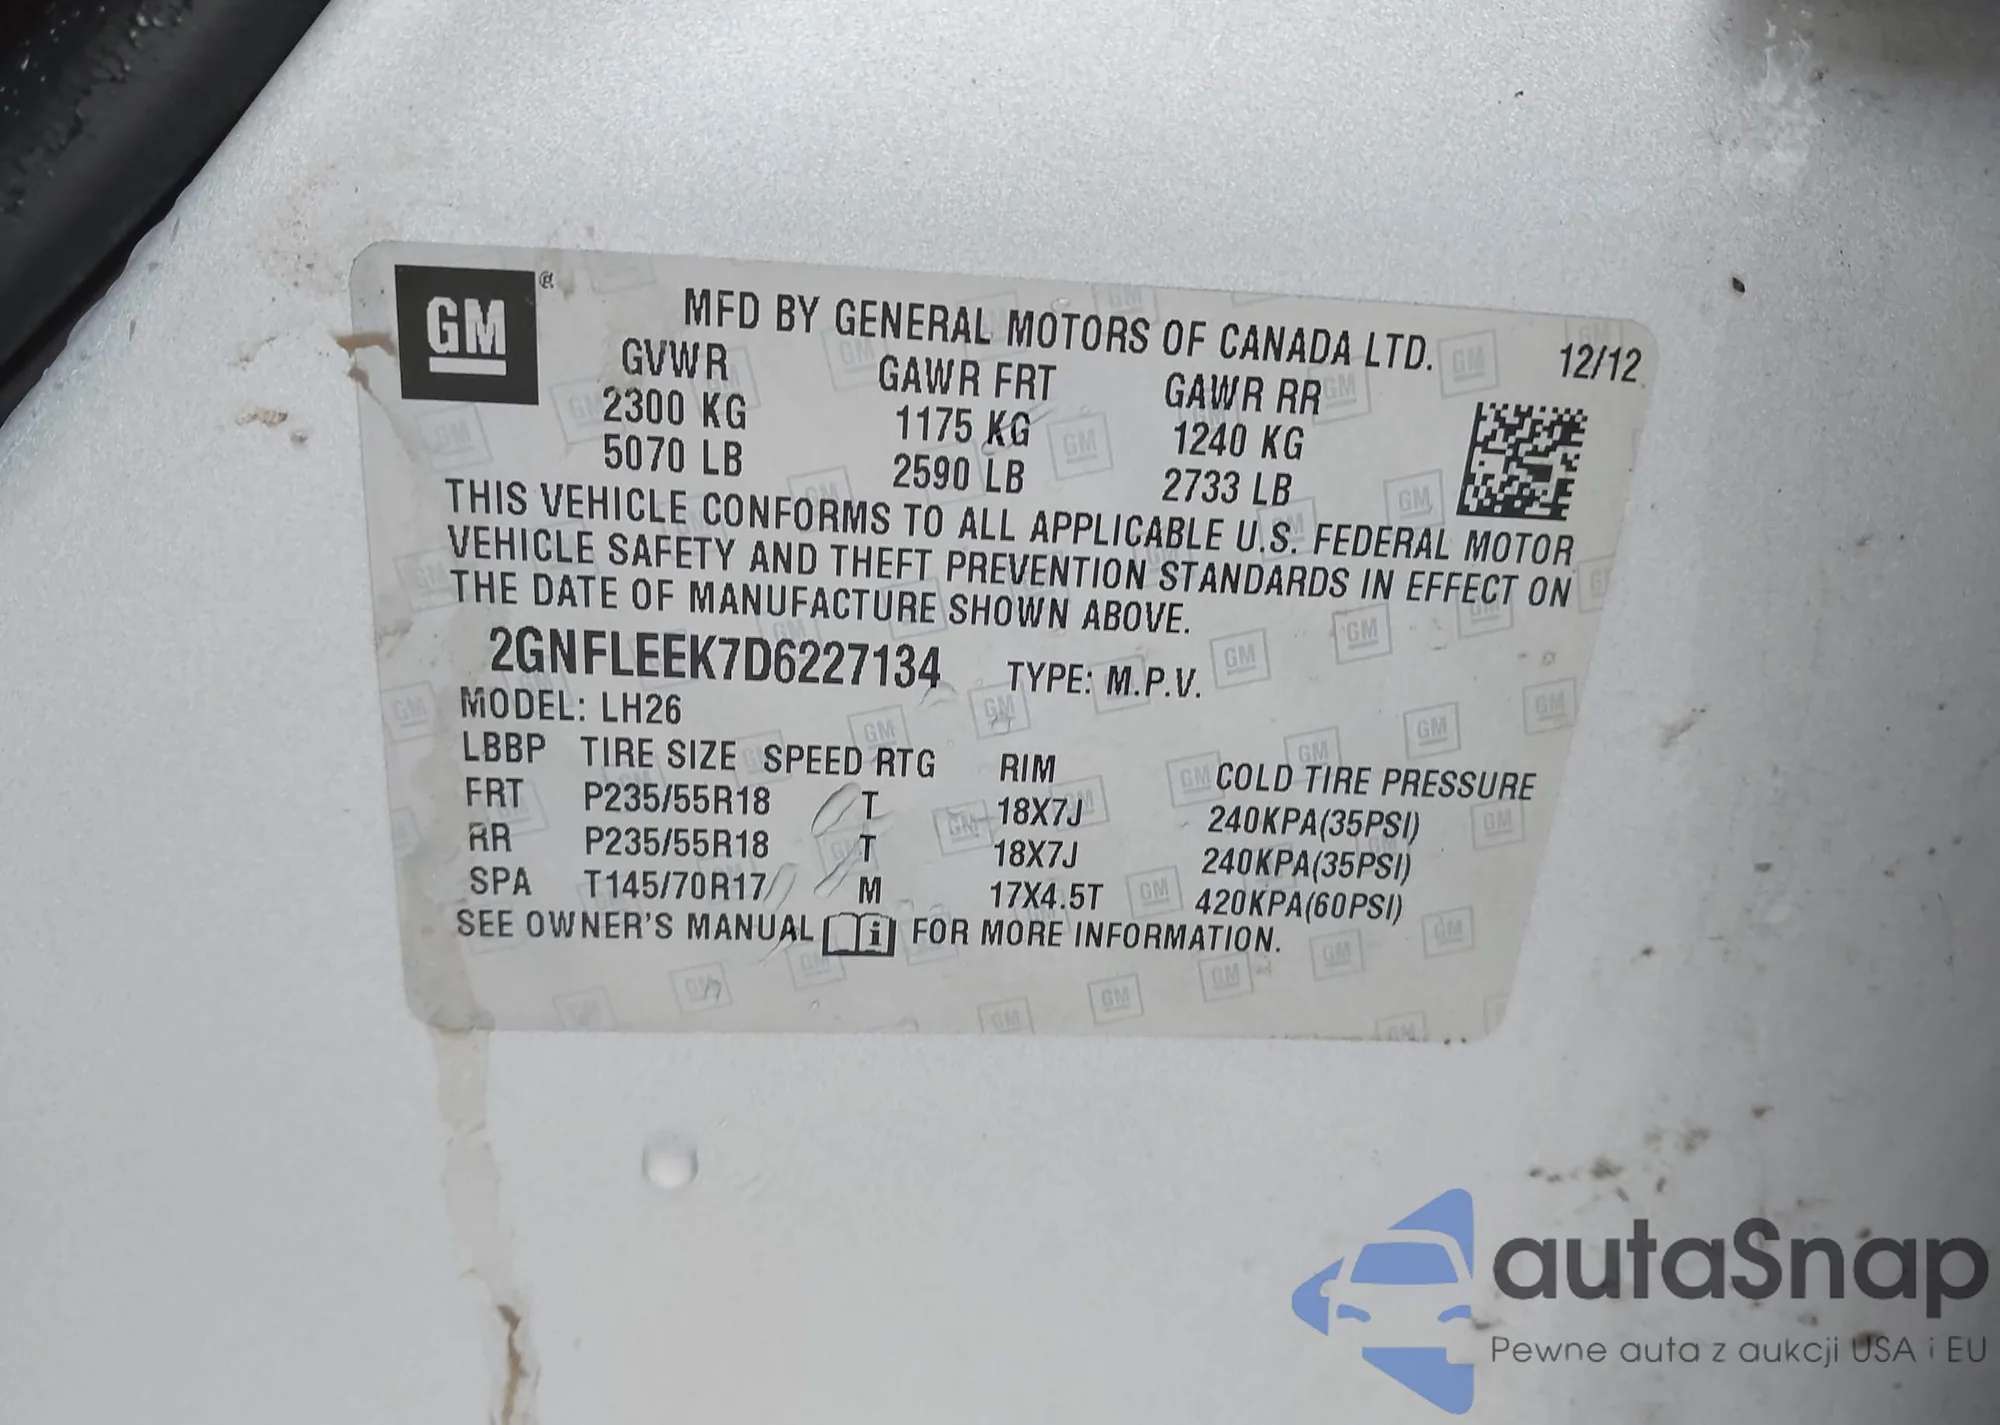 GM ®
MFD BY GENERAL MOTORS OF CANADA LTD.
12/12
GVWR GAWR FRT GAWR RR
2300 KG 1175 KG 1240 KG
5070 LB 2590 LB 2733 LB
THIS VEHICLE CONFORMS TO ALL APPLICABLE U.S. FEDERAL MOTOR
VEHICLE SAFETY AND THEFT PREVENTION STANDARDS IN EFFECT ON
THE DATE OF MANUFACTURE SHOWN ABOVE.
2GNFLEEK7D6227134 TYPE: M.P.V.
MODEL: LH26
LBBP TIRE SIZE SPEED RTG RIM COLD TIRE PRESSURE
FRT P235/55R18 T 18X7J 240KPA(35PSI)
RR P235/55R18 T 18X7J 240KPA(35PSI)
SPA T145/70R17 M 17X4.5T 420KPA(60PSI)
SEE OWNER'S MANUAL i FOR MORE INFORMATION.
autaSnap
Pewne auta z aukcji USA i EU